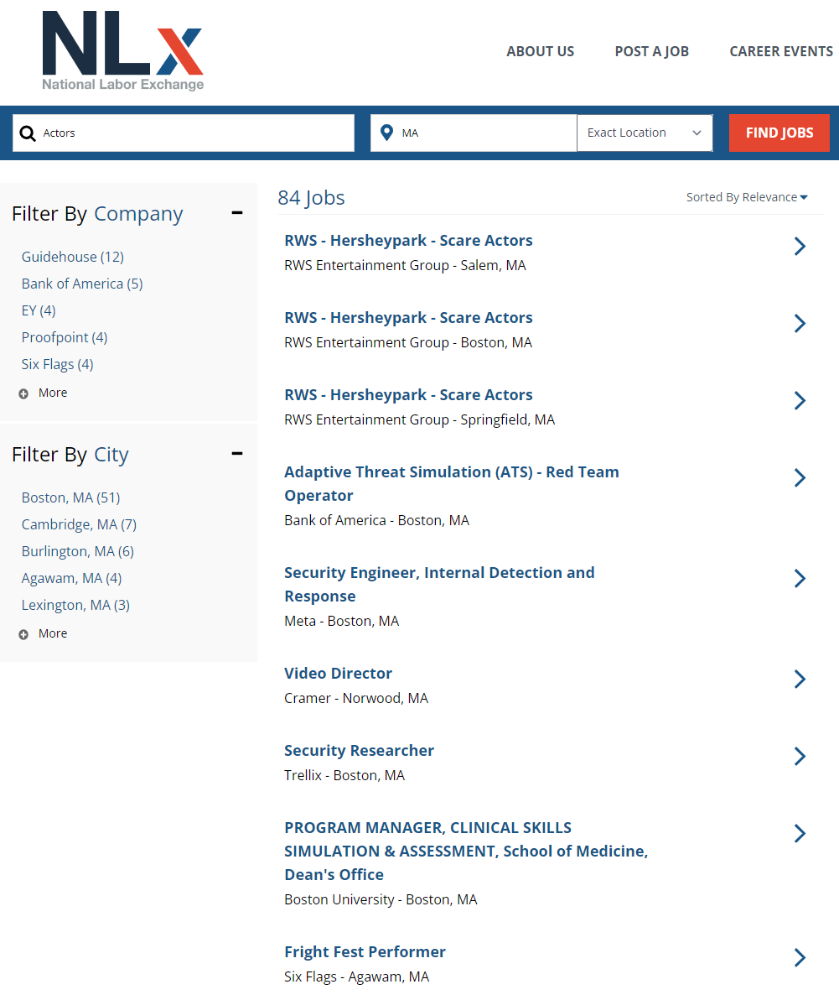 NLx
National Labor Exchange
ABOUT US
POST A JOB
CAREER EVENTS
Actors
MA
Exact Location
FIND JOBS
Filter By Company
Guidehouse (12)
Bank of America (5)
EY (4)
Proofpoint (4)
Six Flags (4)
More
Filter By City
Boston, MA (51)
Cambridge, MA (7)
Burlington, MA (6)
Agawam, MA (4)
Lexington, MA (3)
More
84 Jobs
Sorted By Relevance
RWS - Hersheypark - Scare Actors
RWS Entertainment Group - Salem, MA
RWS - Hersheypark - Scare Actors
RWS Entertainment Group - Boston, MA
RWS - Hersheypark - Scare Actors
RWS Entertainment Group - Springfield, MA
Adaptive Threat Simulation (ATS) - Red Team
Operator
Bank of America - Boston, MA
Security Engineer, Internal Detection and
Response
Meta - Boston, MA
Video Director
Cramer - Norwood, MA
Security Researcher
Trellix - Boston, MA
PROGRAM MANAGER, CLINICAL SKILLS
SIMULATION & ASSESSMENT, School of Medicine,
Dean's Office
Boston University - Boston, MA
Fright Fest Performer
Six Flags - Agawam, MA